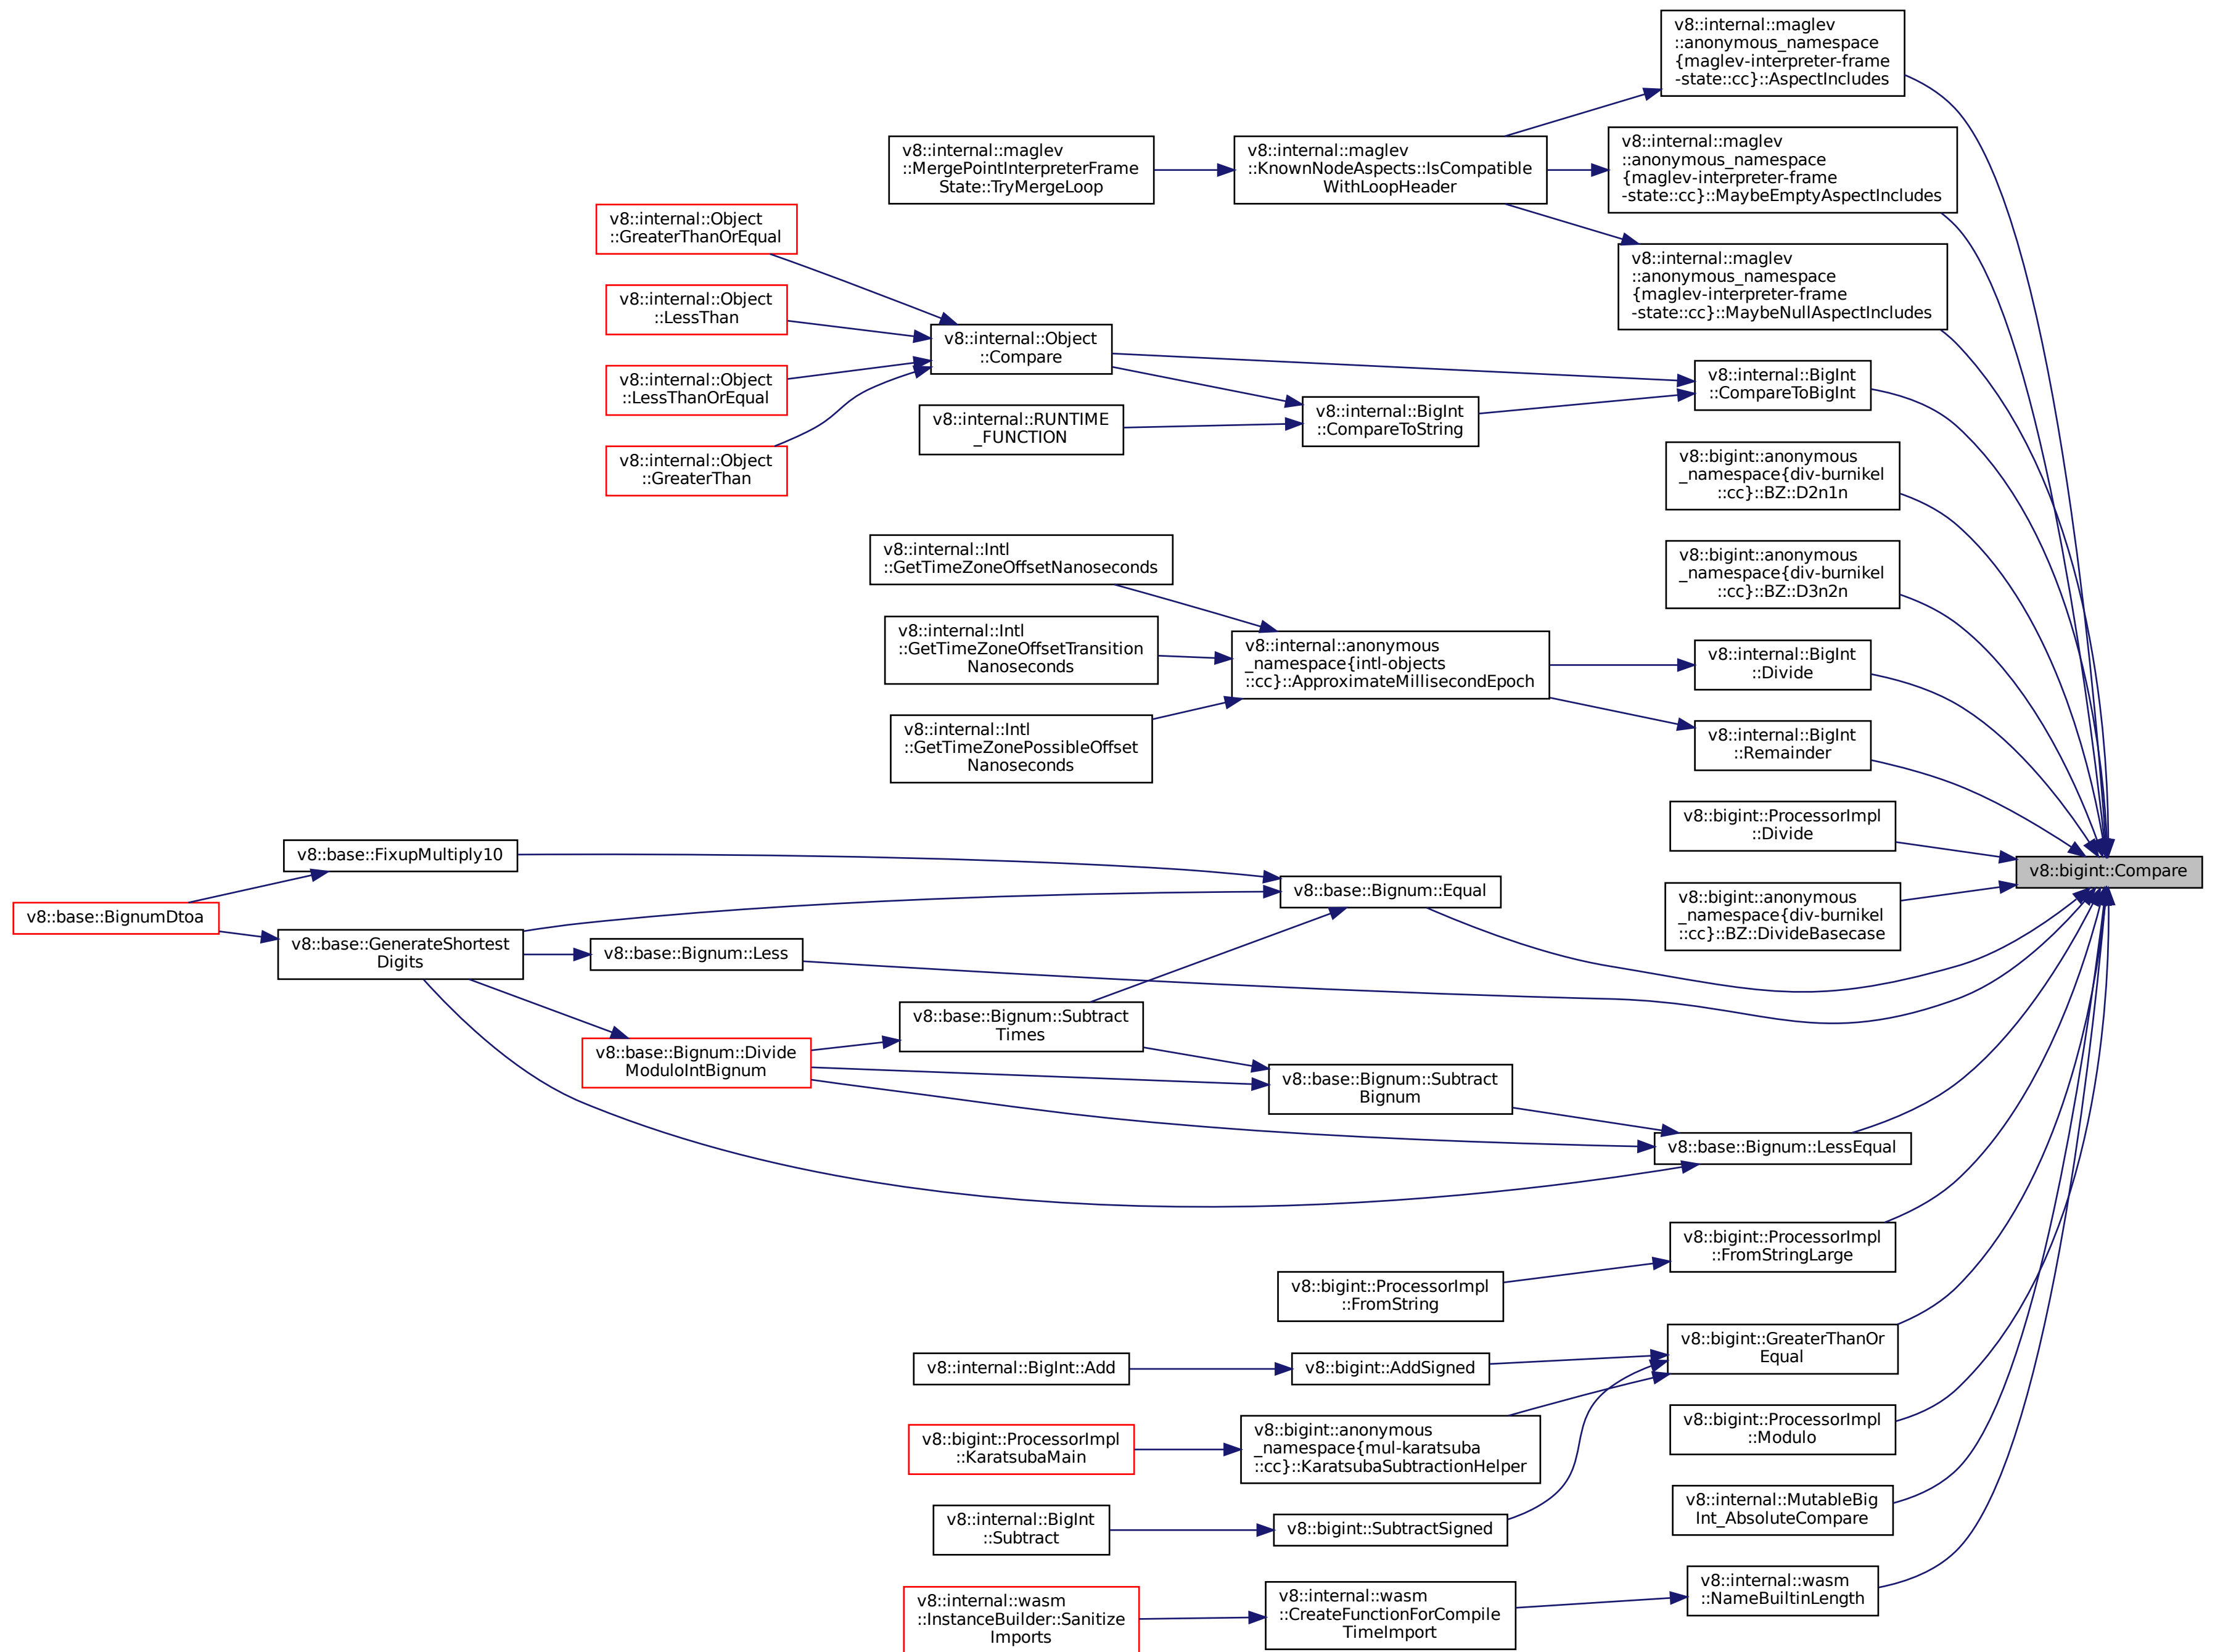 v8::internal::maglev
::anonymous_namespace
{maglev-interpreter-frame
-state::cc}::AspectIncludes
v8::internal::maglev
::MergePointInterpreterFrame
State::TryMergeLoop
v8::internal::maglev
::KnownNodeAspects::IsCompatible
WithLoopHeader
v8::internal::maglev
::anonymous_namespace
{maglev-interpreter-frame
-state::cc}::MaybeEmptyAspectIncludes
v8::internal::Object
::GreaterThanOrEqual
v8::internal::maglev
::anonymous_namespace
{maglev-interpreter-frame
-state::cc}::MaybeNullAspectIncludes
v8::internal::Object
::LessThan
v8::internal::Object
::Compare
v8::internal::Object
::LessThanOrEqual
v8::internal::BigInt
::CompareToBigInt
v8::internal::RUNTIME
_FUNCTION
v8::internal::BigInt
::CompareToString
v8::internal::Object
::GreaterThan
v8::bigint::anonymous
_namespace{div-burnikel
::cc}::BZ::D2n1n
v8::internal::Intl
::GetTimeZoneOffsetNanoseconds
v8::bigint::anonymous
_namespace{div-burnikel
::cc}::BZ::D3n2n
v8::internal::Intl
::GetTimeZoneOffsetTransition
Nanoseconds
v8::internal::anonymous
_namespace{intl-objects
::cc}::ApproximateMillisecondEpoch
v8::internal::BigInt
::Divide
v8::internal::Intl
::GetTimeZonePossibleOffset
Nanoseconds
v8::internal::BigInt
::Remainder
v8::bigint::ProcessorImpl
::Divide
v8::base::FixupMultiply10
v8::bigint::Compare
v8::base::Bignum::Equal
v8::base::BignumDtoa
v8::bigint::anonymous
_namespace{div-burnikel
::cc}::BZ::DivideBasecase
v8::base::GenerateShortest
Digits
v8::base::Bignum::Less
v8::base::Bignum::Subtract
Times
v8::base::Bignum::Divide
ModuloIntBignum
v8::base::Bignum::Subtract
Bignum
v8::base::Bignum::LessEqual
v8::bigint::ProcessorImpl
::FromStringLarge
v8::bigint::ProcessorImpl
::FromString
v8::bigint::GreaterThanOr
Equal
v8::internal::BigInt::Add
v8::bigint::AddSigned
v8::bigint::ProcessorImpl
::Modulo
v8::bigint::ProcessorImpl
::KaratsubaMain
v8::bigint::anonymous
_namespace{mul-karatsuba
::cc}::KaratsubaSubtractionHelper
v8::internal::MutableBig
Int_AbsoluteCompare
v8::internal::BigInt
::Subtract
v8::bigint::SubtractSigned
v8::internal::wasm
::NameBuiltinLength
v8::internal::wasm
::InstanceBuilder::Sanitize
Imports
v8::internal::wasm
::CreateFunctionForCompile
TimeImport